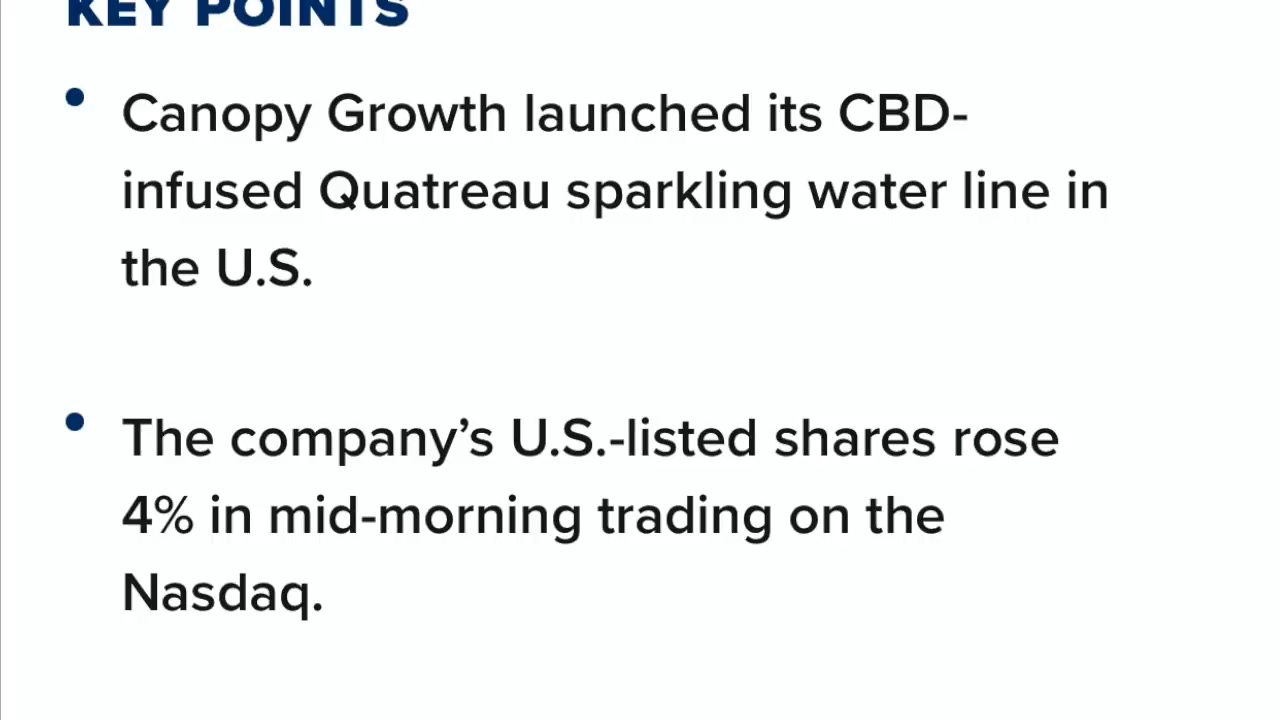 KEY POINTS
• Canopy Growth launched its CBD-
infused Quatreau sparkling water line in
the U.S.
• The company’s U.S.-listed shares rose
4% in mid-morning trading on the
Nasdaq.